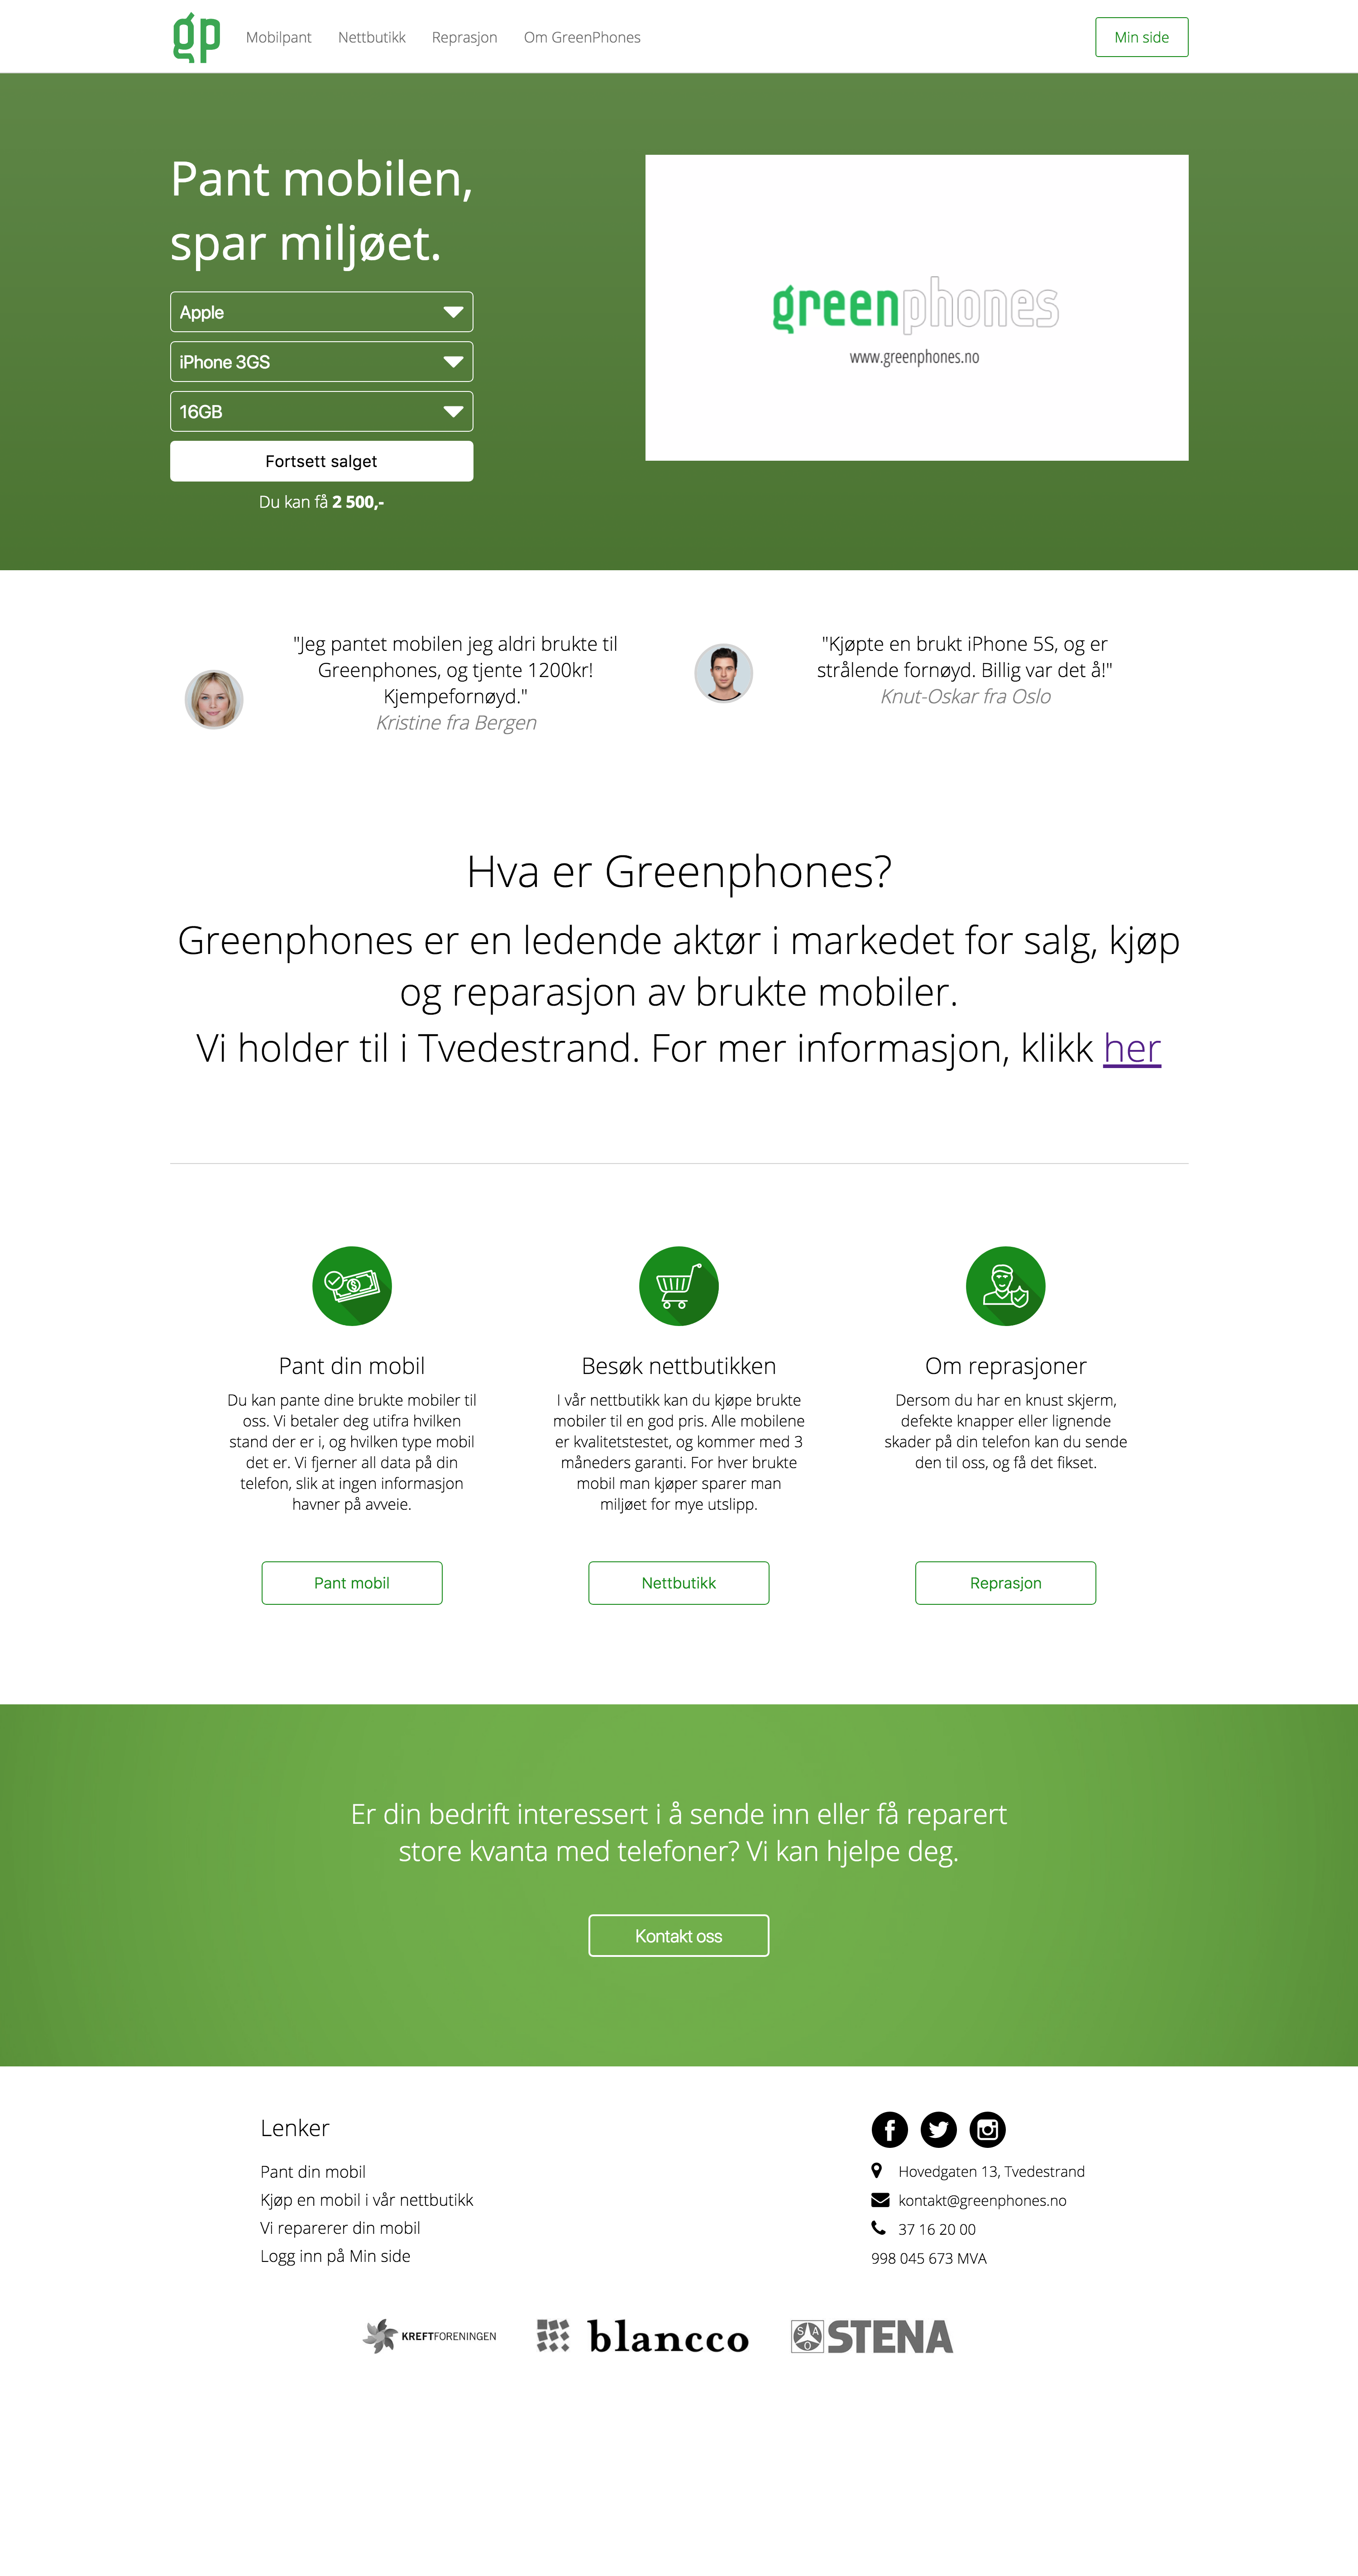 gp
Mobilpant
Nettbutikk
Reprasjon
Om GreenPhones
Min side
Pant mobilen,
spar miljøet.
Apple
iPhone 3GS
16GB
Fortsett salget
Du kan få 2 500,-
greenphones
www.greenphones.no
"Jeg pantet mobilen jeg aldri brukte til
Greenphones, og tjente 1200kr!
Kjempefornøyd."
Kristine fra Bergen
"Kjøpte en brukt iPhone 5S, og er
strålende fornøyd. Billig var det å!"
Knut-Oskar fra Oslo
Hva er Greenphones?
Greenphones er en ledende aktør i markedet for salg, kjøp
og reparasjon av brukte mobiler.
Vi holder til i Tvedestrand. For mer informasjon, klikk her
Pant din mobil
Du kan pante dine brukte mobiler til
oss. Vi betaler deg utifra hvilken
stand der er i, og hvilken type mobil
det er. Vi fjerner all data på din
telefon, slik at ingen informasjon
havner på avveie.
Pant mobil
Besøk nettbutikken
I vår nettbutikk kan du kjøpe brukte
mobiler til en god pris. Alle mobilene
er kvalitetstestet, og kommer med 3
måneders garanti. For hver brukte
mobil man kjøper sparer man
miljøet for mye utslipp.
Nettbutikk
Om reprasjoner
Dersom du har en knust skjerm,
defekte knapper eller lignende
skader på din telefon kan du sende
den til oss, og få det fikset.
Reprasjon
Er din bedrift interessert i å sende inn eller få reparert
store kvanta med telefoner? Vi kan hjelpe deg.
Kontakt oss
Lenker
Pant din mobil
Kjøp en mobil i vår nettbutikk
Vi reparerer din mobil
Logg inn på Min side
Hovedgaten 13, Tvedestrand
kontakt@greenphones.no
37 16 20 00
998 045 673 MVA
KREFTFORENINGEN
blancco
SAO STENA